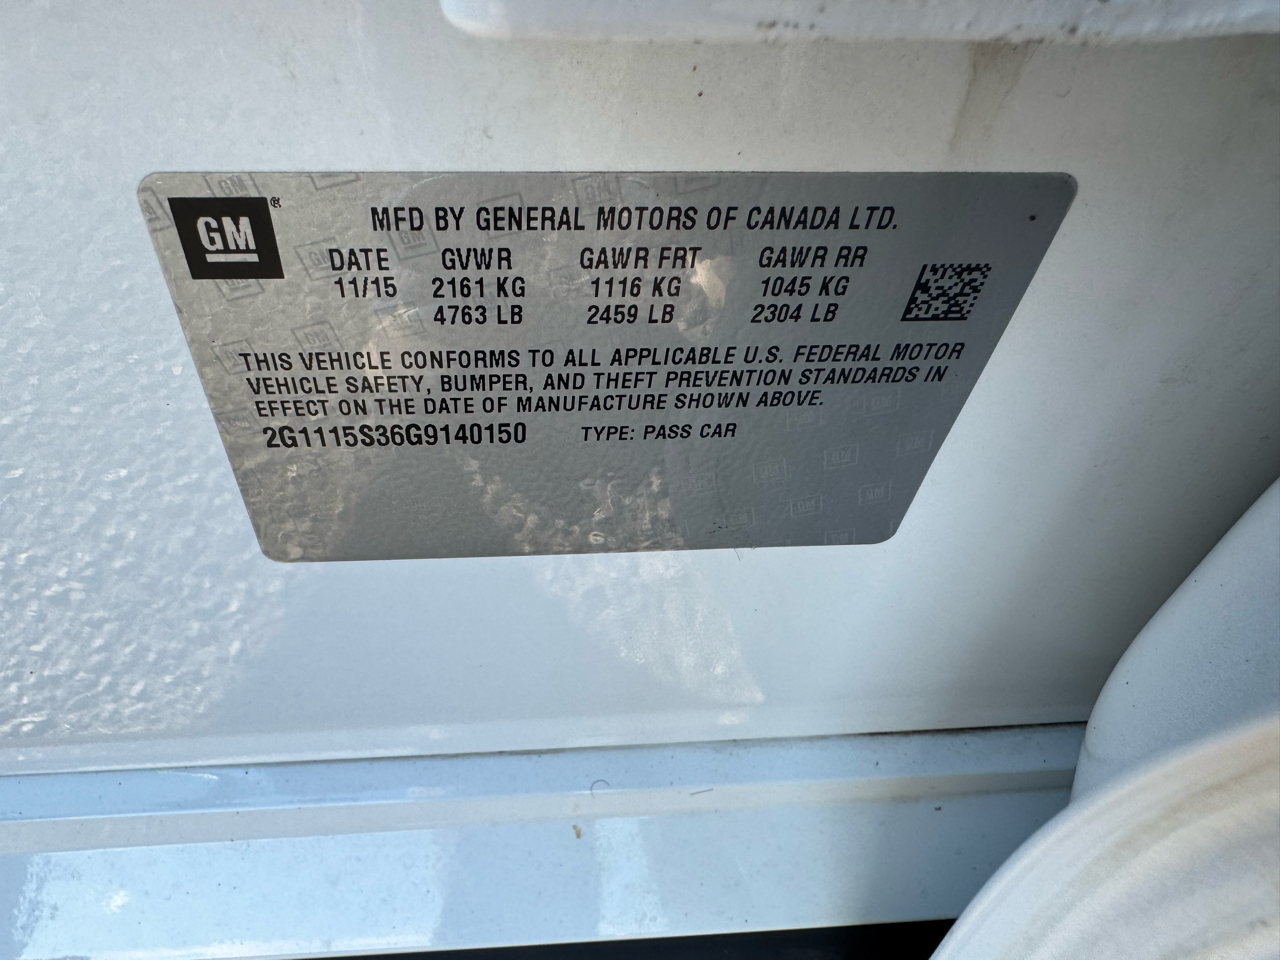 GM®
MFD BY GENERAL MOTORS OF CANADA LTD.
DATE GVWR GAWR FRT GAWR RR
11/15 2161 KG 1116 KG 1045 KG
4763 LB 2459 LB 2304 LB
THIS VEHICLE CONFORMS TO ALL APPLICABLE U.S. FEDERAL MOTOR
VEHICLE SAFETY, BUMPER, AND THEFT PREVENTION STANDARDS IN
EFFECT ON THE DATE OF MANUFACTURE SHOWN ABOVE.
2G1115S36G9140150 TYPE: PASS CAR